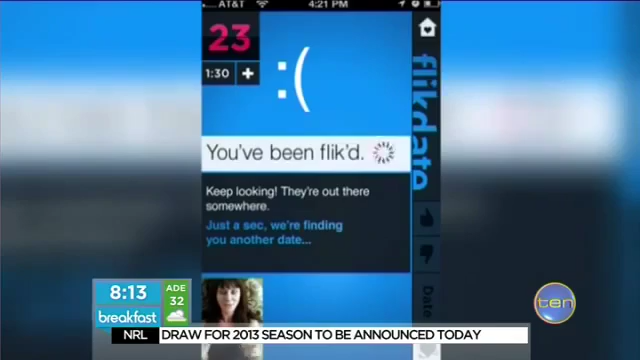 AT&T 4:21 PM
23
1:30 +
:(
flikdate
You've been flik'd.
Keep looking! They're out there
somewhere.
Just a sec, we're finding
you another date...
Date
8:13
breakfast
ADE
32
ten
NRL DRAW FOR 2013 SEASON TO BE ANNOUNCED TODAY